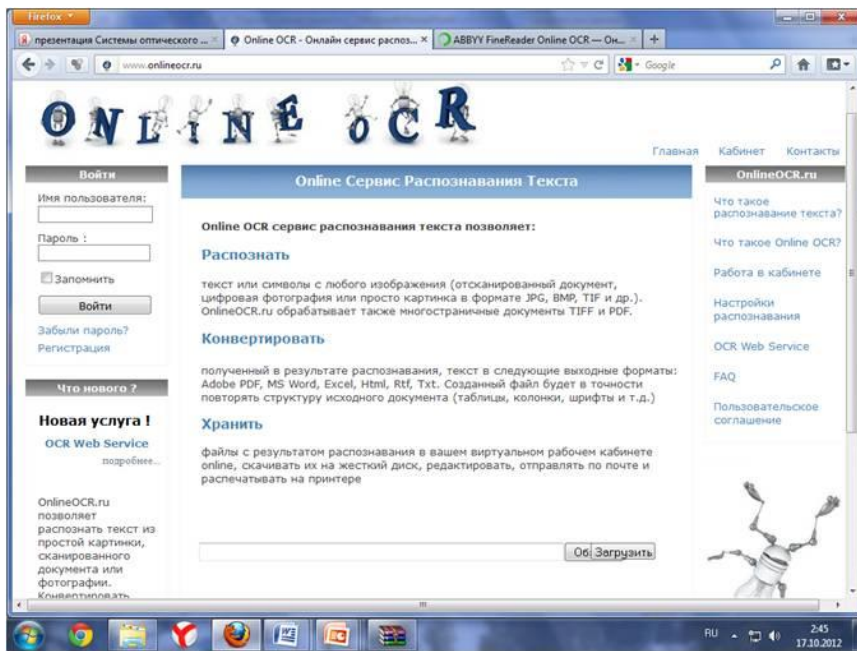 Firefox
презентация Системы оптического ...
Online OCR - Онлайн сервис распоз...
ABBYY FineReader Online OCR — Он...
www.onlineocr.ru
Google
ONLINE OCR
Главная Кабинет Контакты
Войти
Имя пользователя:
Пароль :
Запомнить
Войти
Забыли пароль?
Регистрация
Что нового ?
Новая услуга !
OCR Web Service
подробнее...
OnlineOCR.ru
позволяет
распознать текст из
простой картинки,
сканированного
документа или
фотографии.
Конвертировать
Online Сервис Распознавания Текста
Online OCR сервис распознавания текста позволяет:
Распознать
текст или символы с любого изображения (отсканированный документ,
цифровая фотография или просто картинка в формате JPG, BMP, TIF и др.).
OnlineOCR.ru обрабатывает также многостраничные документы TIFF и PDF.
Конвертировать
полученный в результате распознавания, текст в следующие выходные форматы:
Adobe PDF, MS Word, Excel, Html, Rtf, Txt. Созданный файл будет в точности
повторять структуру исходного документа (таблицы, колонки, шрифты и т.д.)
Хранить
файлы с результатом распознавания в вашем виртуальном рабочем кабинете
online, скачивать их на жесткий диск, редактировать, отправлять по почте и
распечатывать на принтере
Об Загрузить
OnlineOCR.ru
Что такое
распознавание текста?
Что такое Online OCR?
Работа в кабинете
Настройки
распознавания
OCR Web Service
FAQ
Пользовательское
соглашение
RU
2:45
17.10.2012